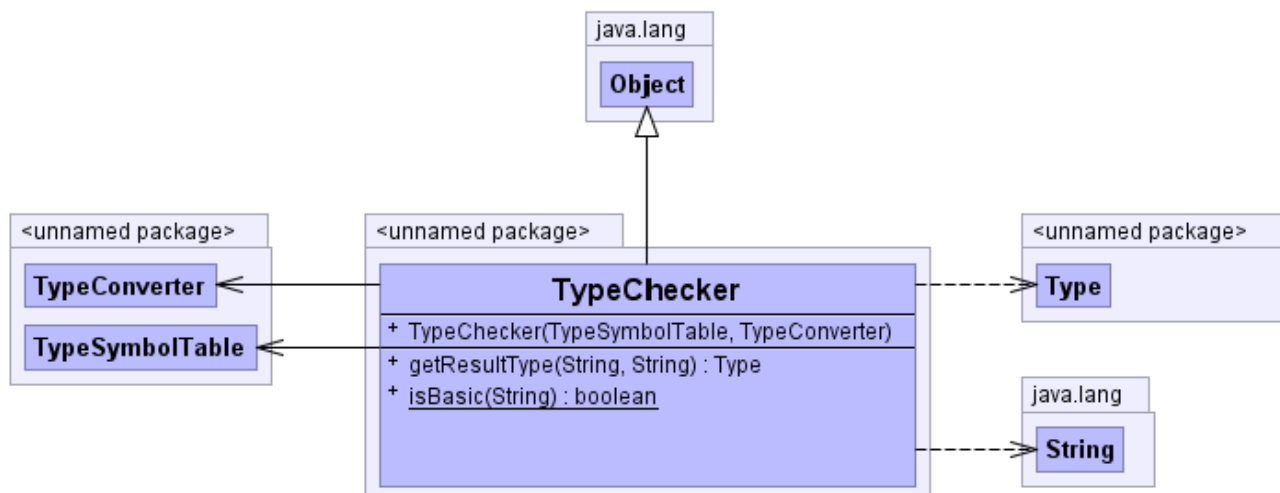 java.lang
Object
<unnamed package>
TypeConverter
TypeSymbolTable
<unnamed package>
TypeChecker
+ TypeChecker(TypeSymbolTable, TypeConverter)
+ getResultType(String, String) : Type
+ isBasic(String) : boolean
<unnamed package>
Type
java.lang
String